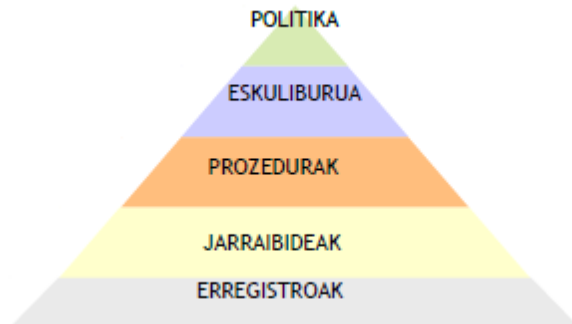 POLITIKA
ESKULIBURUA
PROZEDURAK
JARRAIBIDEAK
ERREGISTROAK